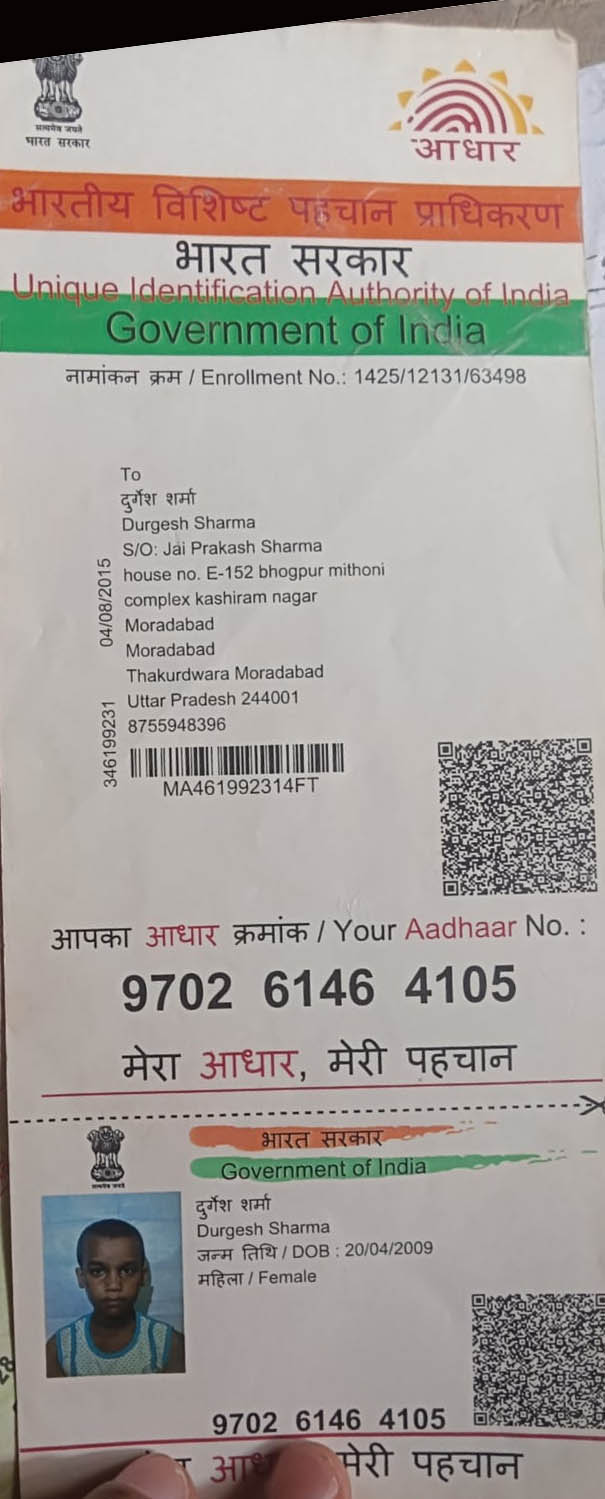 सत्यमेव जयते
भारत सरकार
आधार
भारतीय विशिष्ट पहचान प्राधिकरण
भारत सरकार
Unique Identification Authority of India
Government of India
नामांकन क्रम / Enrollment No.: 1425/12131/63498
To
दुर्गेश शर्मा
Durgesh Sharma
S/O: Jai Prakash Sharma
house no. E-152 bhogpur mithoni
complex kashiram nagar
Moradabad
Moradabad
Thakurdwara Moradabad
Uttar Pradesh 244001
8755948396
04/08/2015
346199231
MA461992314FT
आपका आधार क्रमांक / Your Aadhaar No. :
9702 6146 4105
मेरा आधार, मेरी पहचान
सत्यमेव जयते
भारत सरकार
Government of India
दुर्गेश शर्मा
Durgesh Sharma
जन्म तिथि / DOB : 20/04/2009
महिला / Female
9702 6146 4105
मेरी पहचान